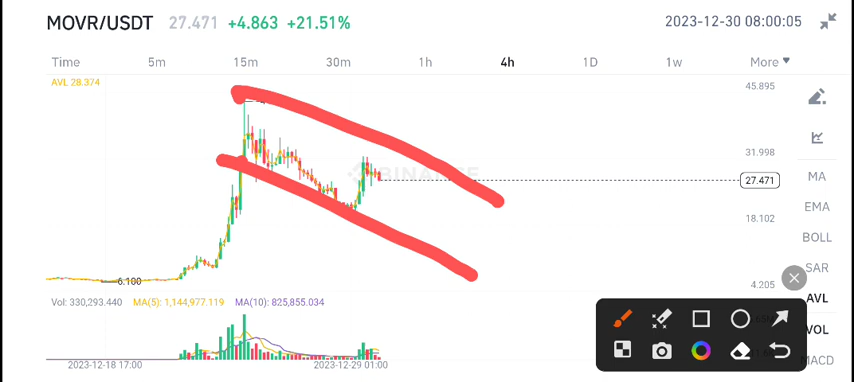 MOVR/USDT 27.471 +4.863 +21.51% 2023-12-30 08:00:05
Time 5m 15m 30m 1h 4h 1D 1w More
AVL 28.374
45.895
31.998
BINANCE
27.471
18.102
6.100
4.205
MA
EMA
BOLL
SAR
AVL
VOL
MACD
Vol: 330,293.440 MA(5): 1,144,977.119 MA(10): 825,855.034
2023-12-18 17:00 2023-12-29 01:00